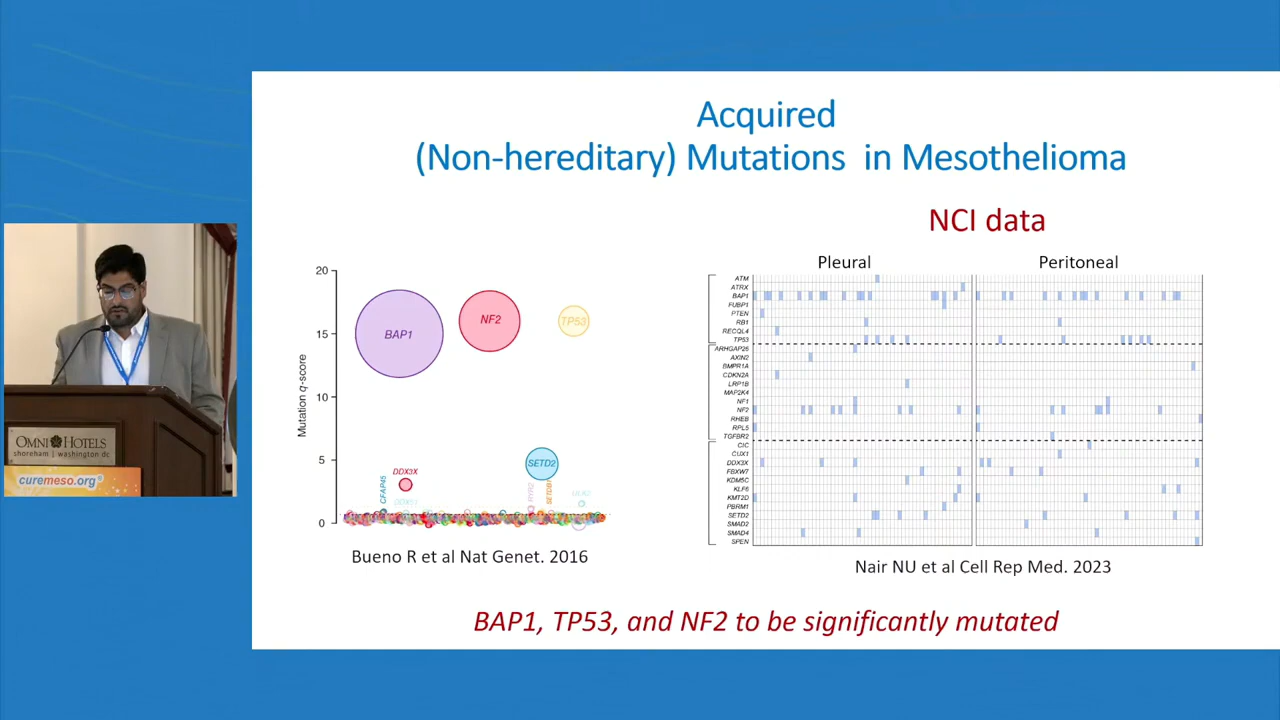 Acquired
(Non-hereditary) Mutations in Mesothelioma
NCI data
Pleural
Peritoneal
20
15
10
5
0
Mutation q-score
BAP1
NF2
TP53
SETD2
DDX3X
CFAP45
RYR2
ULK2
ATM
ATRX
BAP1
FUBP1
PTEN
RB1
RECQL4
TP53
ARHGAP26
AXIN2
BMPR1A
CDKN2A
LRP1B
MAP2K4
NF1
NF2
RHEB
RPL5
TGFBR2
CIC
CUX1
DDX3X
FBXW7
KDM5C
KLF6
KMT2D
PBRM1
SETD2
SMAD2
SMAD4
SPEN
Bueno R et al Nat Genet. 2016
Nair NU et al Cell Rep Med. 2023
BAP1, TP53, and NF2 to be significantly mutated
OMNI HOTELS
shoreham | washington dc
curemeso.org®